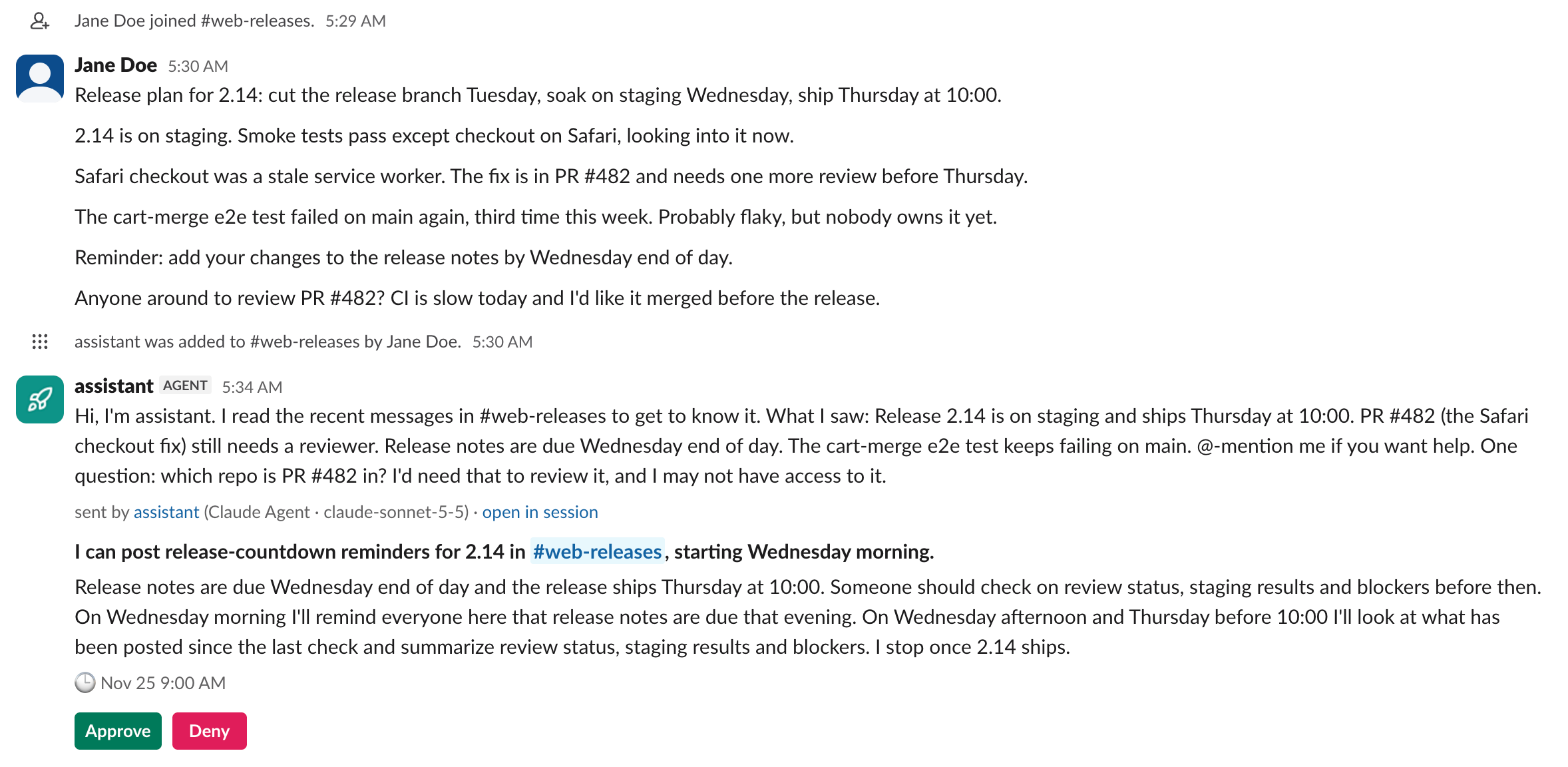 Jane Doe joined #web-releases. 5:29 AM
Jane Doe 5:30 AM
Release plan for 2.14: cut the release branch Tuesday, soak on staging Wednesday, ship Thursday at 10:00.
2.14 is on staging. Smoke tests pass except checkout on Safari, looking into it now.
Safari checkout was a stale service worker. The fix is in PR #482 and needs one more review before Thursday.
The cart-merge e2e test failed on main again, third time this week. Probably flaky, but nobody owns it yet.
Reminder: add your changes to the release notes by Wednesday end of day.
Anyone around to review PR #482? CI is slow today and I'd like it merged before the release.
assistant was added to #web-releases by Jane Doe. 5:30 AM
assistant AGENT 5:34 AM
Hi, I'm assistant. I read the recent messages in #web-releases to get to know it. What I saw: Release 2.14 is on staging and ships Thursday at 10:00. PR #482 (the Safari
checkout fix) still needs a reviewer. Release notes are due Wednesday end of day. The cart-merge e2e test keeps failing on main. @-mention me if you want help. One
question: which repo is PR #482 in? I'd need that to review it, and I may not have access to it.
sent by assistant (Claude Agent · claude-sonnet-5-5) · open in session
I can post release-countdown reminders for 2.14 in #web-releases, starting Wednesday morning.
Release notes are due Wednesday end of day and the release ships Thursday at 10:00. Someone should check on review status, staging results and blockers before then.
On Wednesday morning I'll remind everyone here that release notes are due that evening. On Wednesday afternoon and Thursday before 10:00 I'll look at what has
been posted since the last check and summarize review status, staging results and blockers. I stop once 2.14 ships.
Nov 25 9:00 AM
Approve Deny